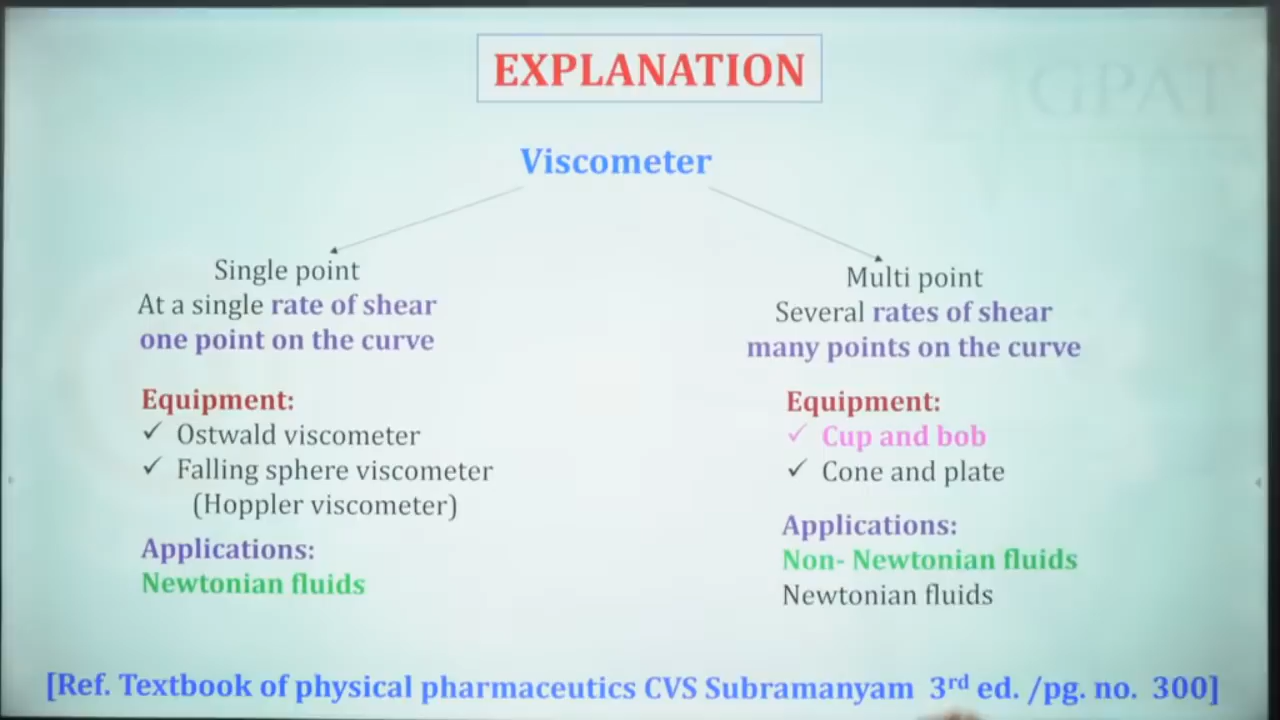 EXPLANATION
GPAT
Viscometer
Single point
At a single rate of shear
one point on the curve
Equipment:
✓ Ostwald viscometer
✓ Falling sphere viscometer
(Hoppler viscometer)
Applications:
Newtonian fluids
Multi point
Several rates of shear
many points on the curve
Equipment:
✓ Cup and bob
✓ Cone and plate
Applications:
Non- Newtonian fluids
Newtonian fluids
[Ref. Textbook of physical pharmaceutics CVS Subramanyam 3rd ed. /pg. no. 300]